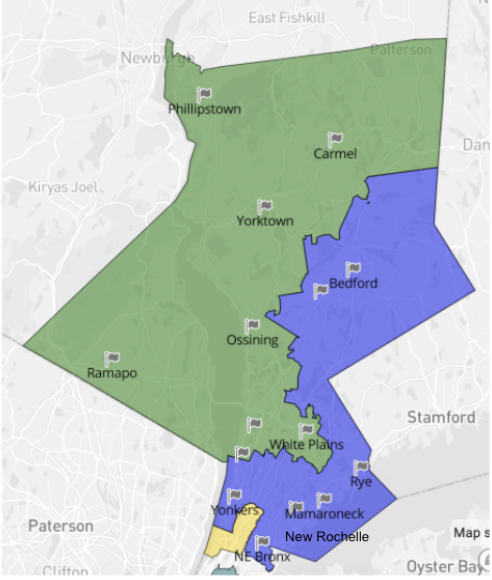 East Fishkill
Patterson
Newburgh
Phillipstown
Carmel
Dan
Kiryas Joel
Yorktown
Bedford
Ossining
Ramapo
Stamford
White Plains
Rye
Yonkers
Mamaroneck
Paterson
New Rochelle
Map s
NE Bronx
Clifton
Oyster Bay